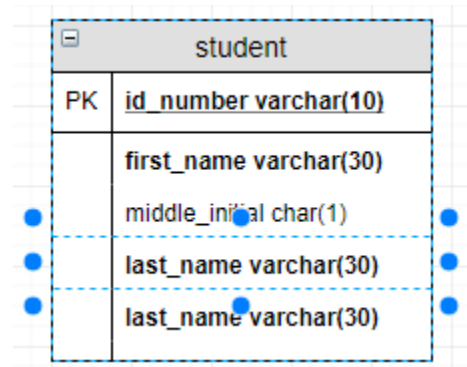 student
PK id_number varchar(10)
first_name varchar(30)
middle_initial char(1)
last_name varchar(30)
last_name varchar(30)